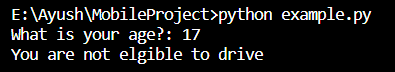 E:\Ayush\MobileProject>python example.py
What is your age?: 17
You are not elgible to drive